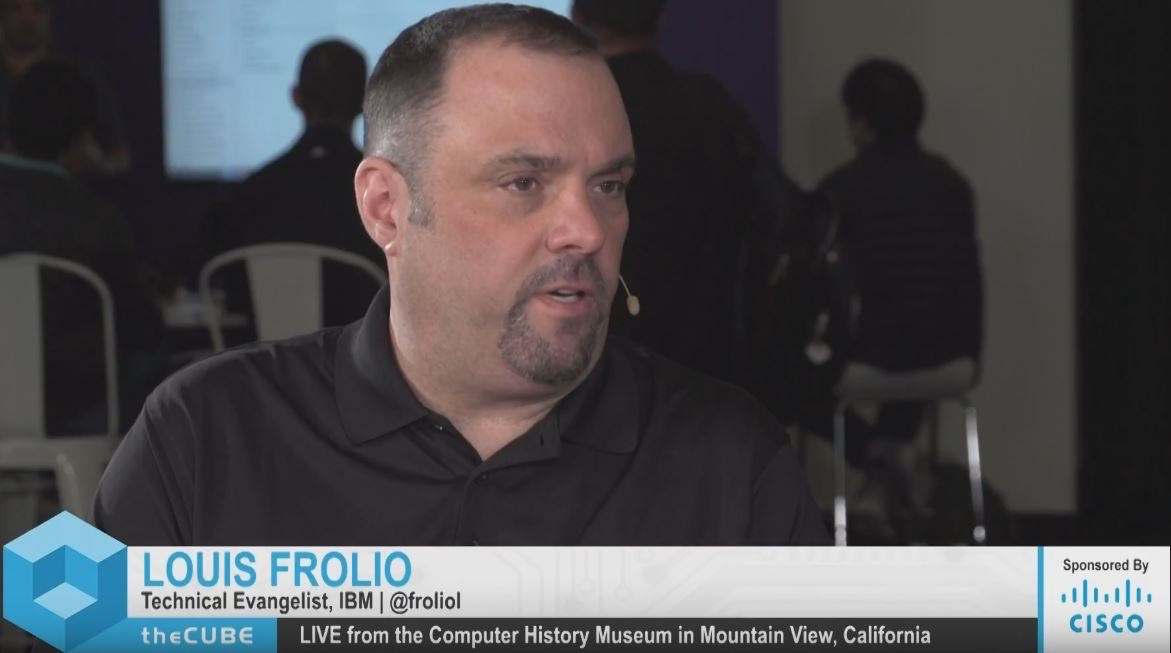 LOUIS FROLIO
Technical Evangelist, IBM | @froliol
theCUBE
LIVE from the Computer History Museum in Mountain View, California
Sponsored By
CISCO